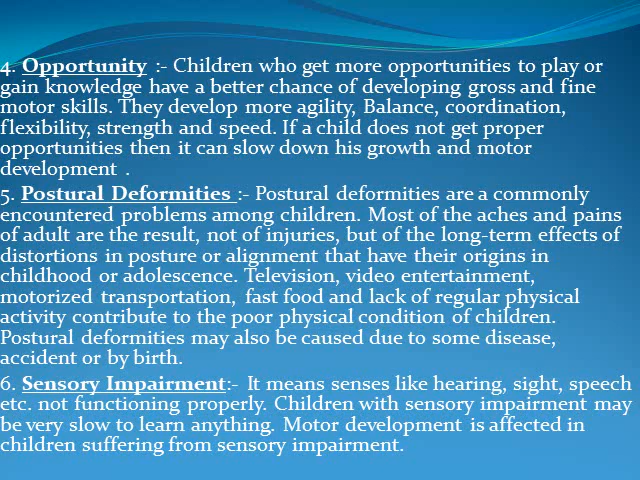 4. Opportunity :- Children who get more opportunities to play or
gain knowledge have a better chance of developing gross and fine
motor skills. They develop more agility, Balance, coordination,
flexibility, strength and speed. If a child does not get proper
opportunities then it can slow down his growth and motor
development .
5. Postural Deformities :- Postural deformities are a commonly
encountered problems among children. Most of the aches and pains
of adult are the result, not of injuries, but of the long-term effects of
distortions in posture or alignment that have their origins in
childhood or adolescence. Television, video entertainment,
motorized transportation, fast food and lack of regular physical
activity contribute to the poor physical condition of children.
Postural deformities may also be caused due to some disease,
accident or by birth.
6. Sensory Impairment:- It means senses like hearing, sight, speech
etc. not functioning properly. Children with sensory impairment may
be very slow to learn anything. Motor development is affected in
children suffering from sensory impairment.